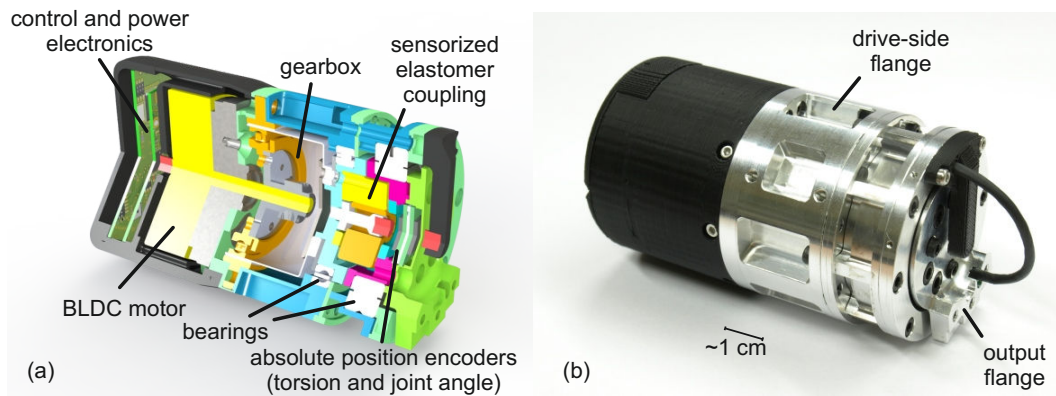 control and power
electronics
gearbox
sensorized
elastomer
coupling
BLDC motor
bearings
absolute position encoders
(torsion and joint angle)
(a)
drive-side
flange
~1 cm
output
flange
(b)